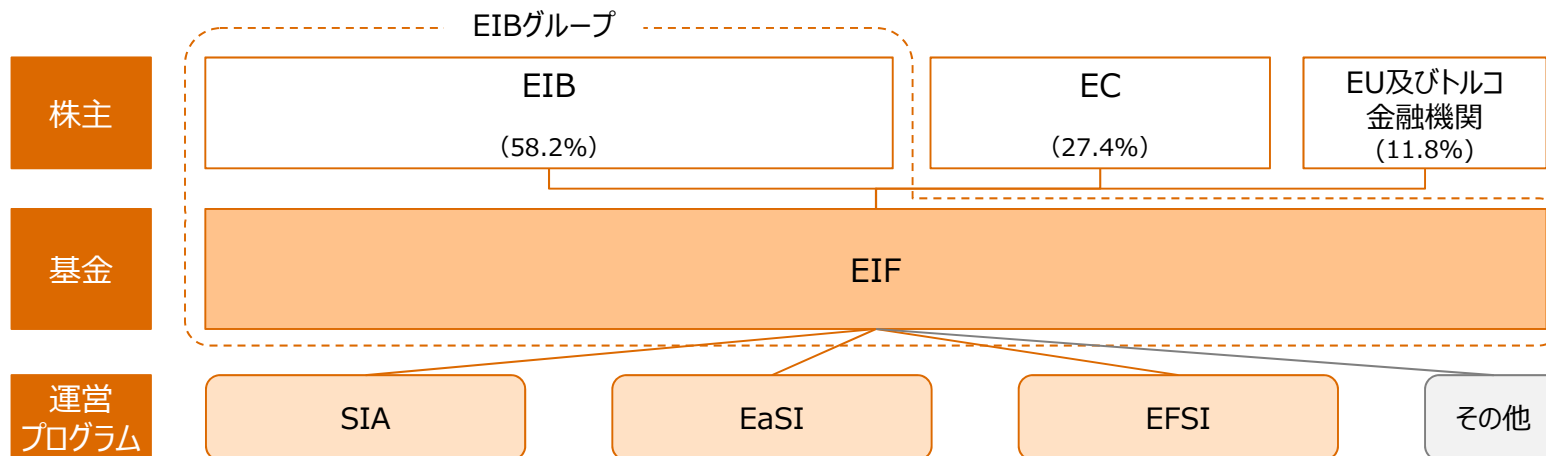 EIBグループ
株主
EIB
(58.2%)
EC
(27.4%)
EU及びトルコ
金融機関
(11.8%)
基金
EIF
運営
プログラム
SIA
EaSI
EFSI
その他